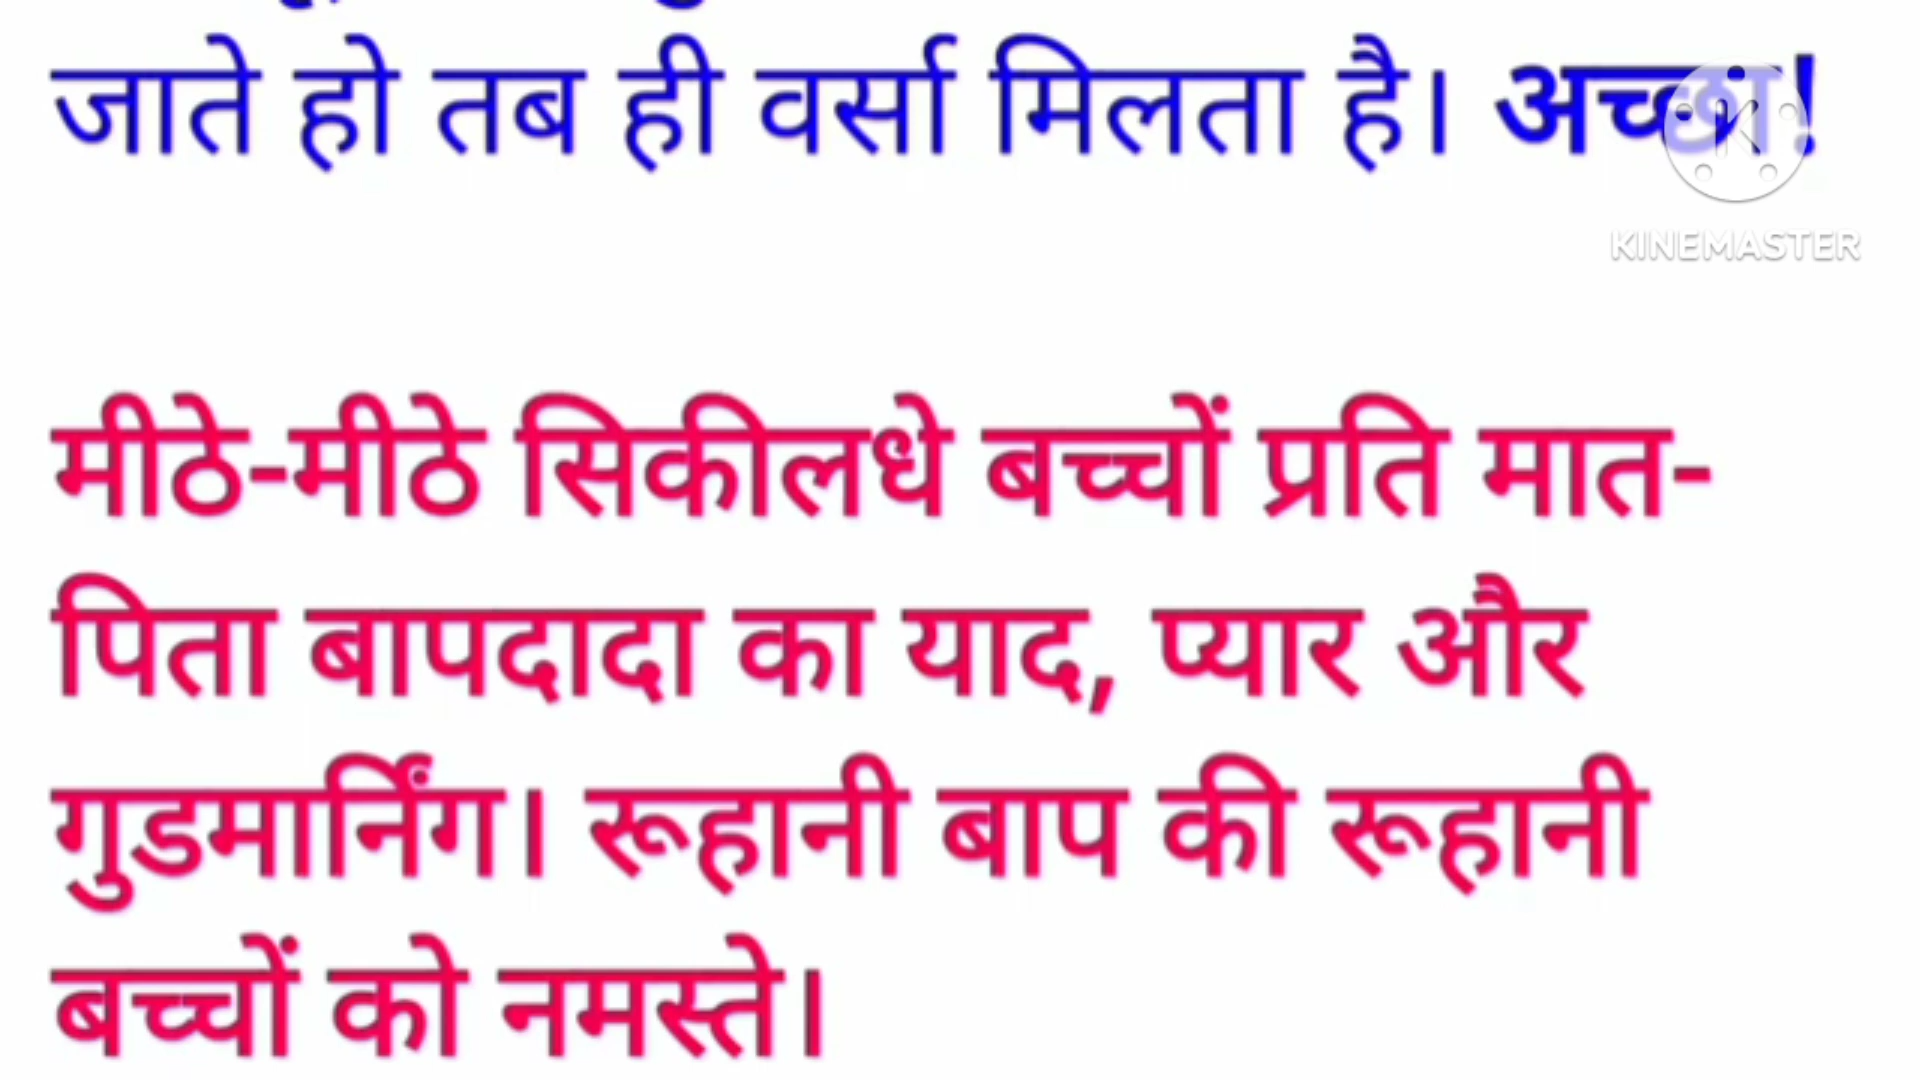 जाते हो तब ही वर्सा मिलता है। अच्छा!
KINEMASTER
मीठे-मीठे सिकीलधे बच्चों प्रति मात-
पिता बापदादा का याद, प्यार और
गुडमार्निंग। रूहानी बाप की रूहानी
बच्चों को नमस्ते।